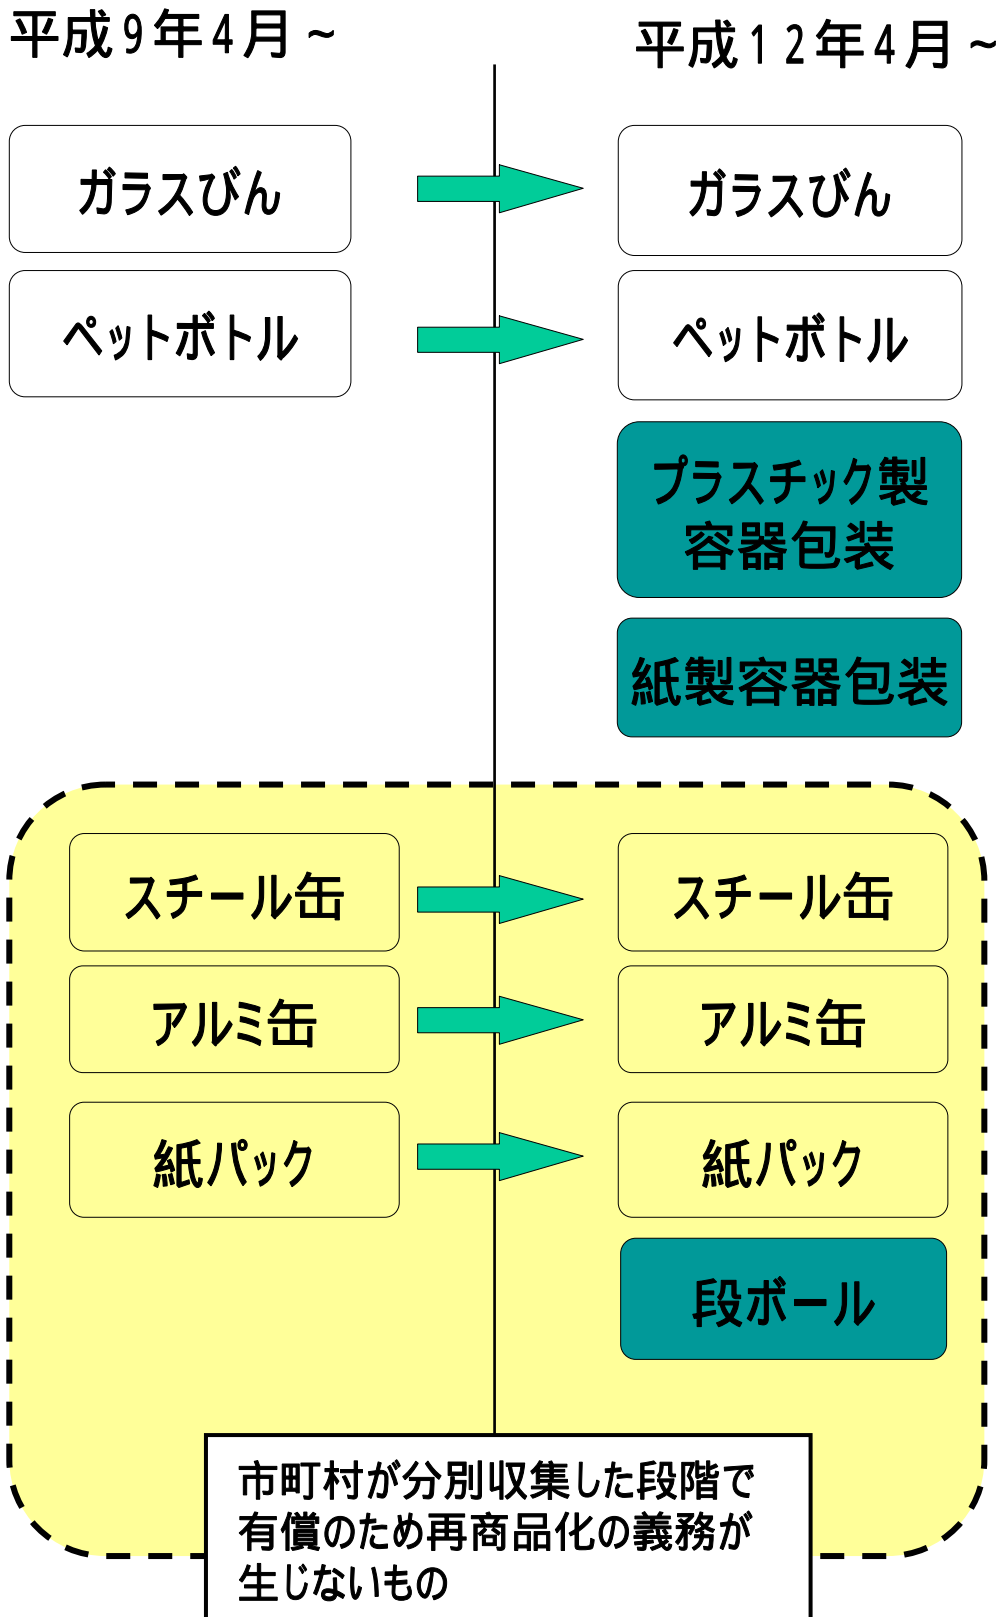 平成９年４月～
平成１２年４月～
ガラスびん
ガラスびん
ペットボトル
ペットボトル
プラスチック製
容器包装
紙製容器包装
スチール缶
スチール缶
アルミ缶
アルミ缶
紙パック
紙パック
段ボール
市町村が分別収集した段階で
有償のため再商品化の義務が
生じないもの